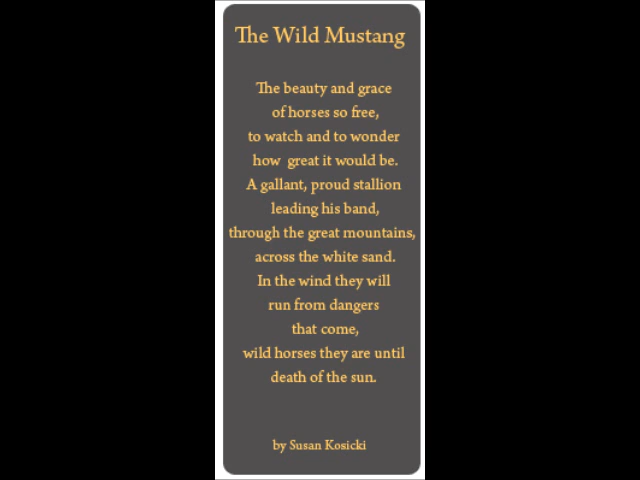 The Wild Mustang
The beauty and grace
of horses so free,
to watch and to wonder
how great it would be.
A gallant, proud stallion
leading his band,
through the great mountains,
across the white sand.
In the wind they will
run from dangers
that come,
wild horses they are until
death of the sun.
by Susan Kosicki